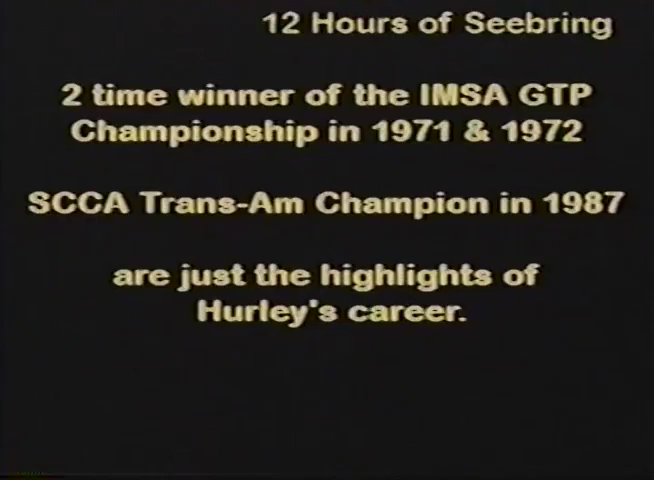 12 Hours of Seebring
2 time winner of the IMSA GTP
Championship in 1971 & 1972
SCCA Trans-Am Champion in 1987
are just the highlights of
Hurley's career.